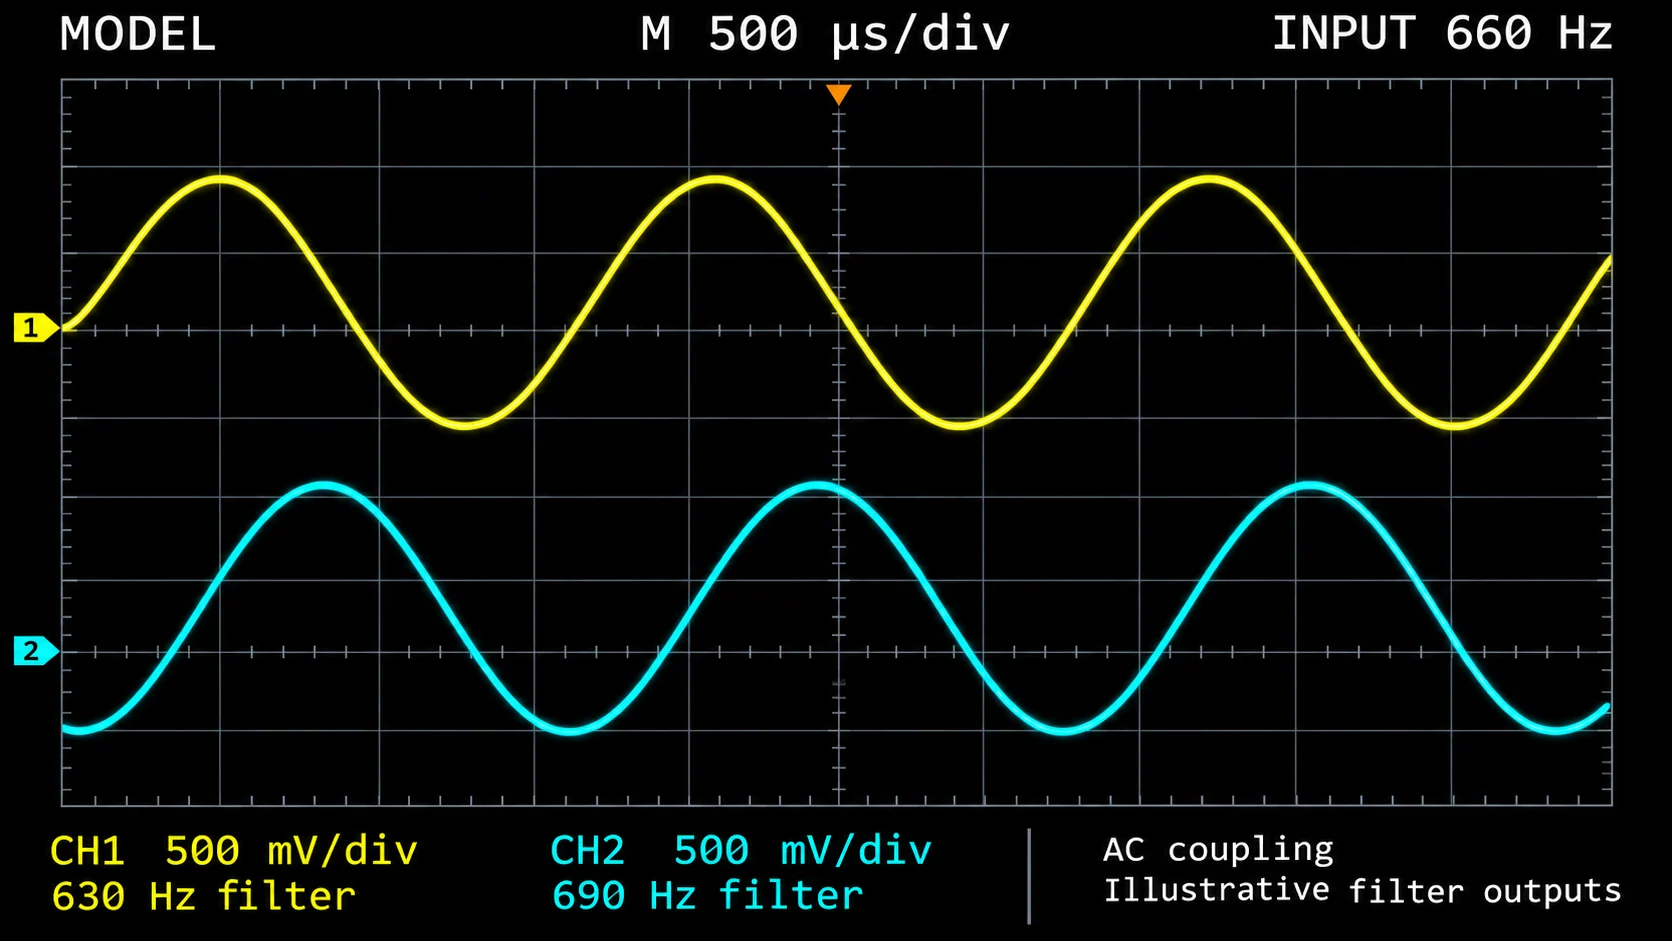 MODEL M 500 µs/div INPUT 660 Hz
1
2
CH1 500 mV/div CH2 500 mV/div AC coupling
630 Hz filter 690 Hz filter Illustrative filter outputs